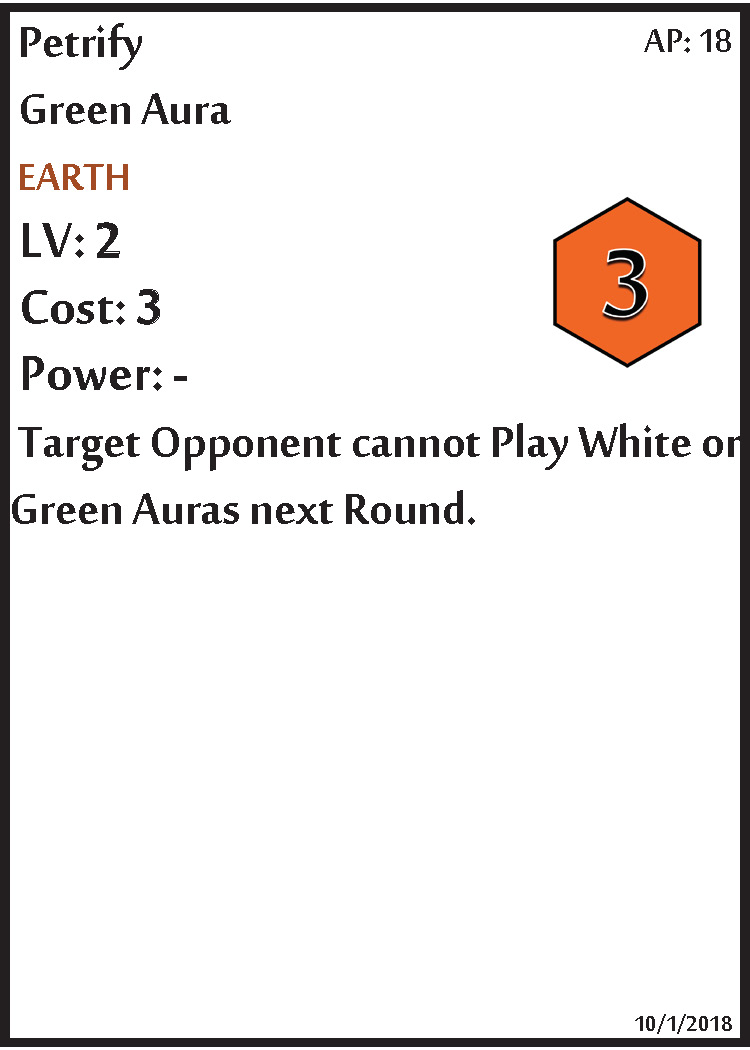 Petrify
AP: 18
Green Aura
EARTH
LV: 2
Cost: 3
3
Power: -
Target Opponent cannot Play White or
Green Auras next Round.
10/1/2018